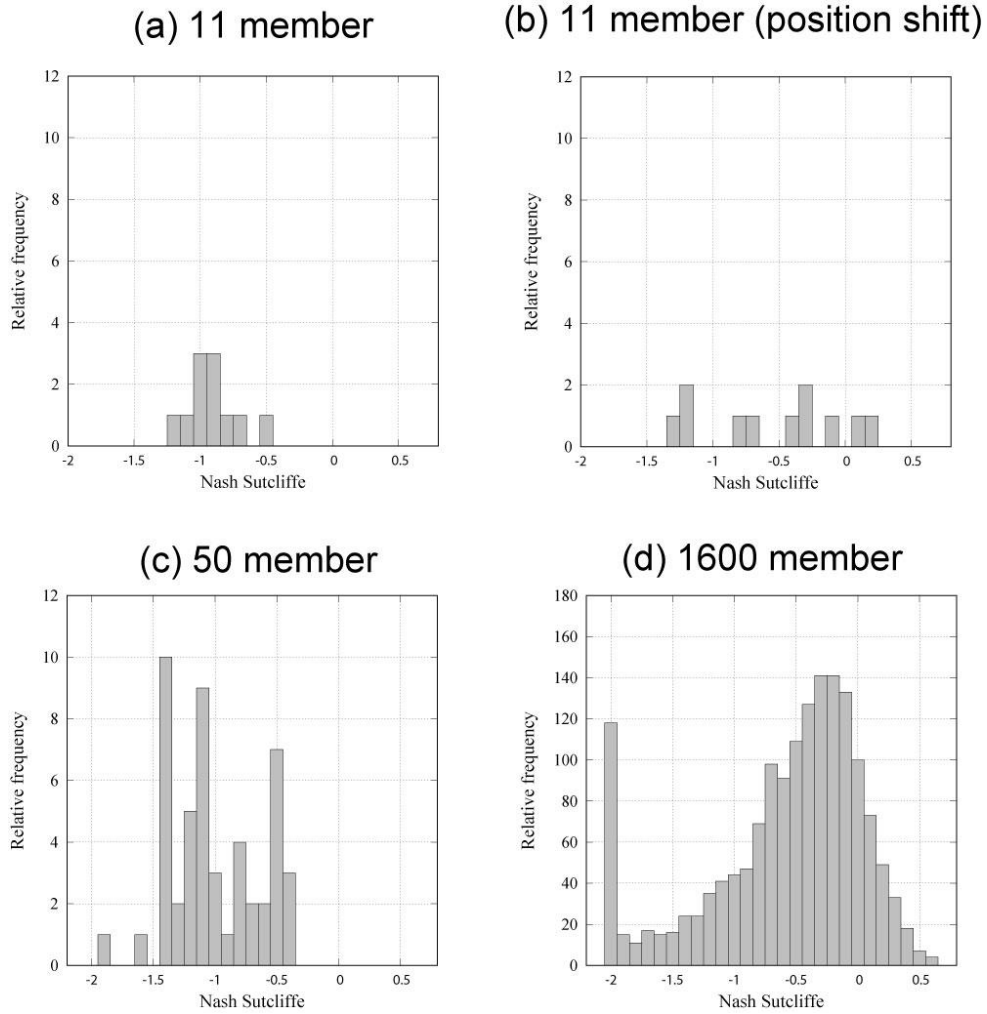 (a) 11 member
12
10
8
6
4
2
0
Relative frequency
-2 -1.5 -1 -0.5 0 0.5
Nash Sutcliffe
(b) 11 member (position shift)
12
10
8
6
4
2
0
Relative frequency
-2 -1.5 -1 -0.5 0 0.5
Nash Sutcliffe
(c) 50 member
12
10
8
6
4
2
0
Relative frequency
-2 -1.5 -1 -0.5 0 0.5
Nash Sutcliffe
(d) 1600 member
180
160
140
120
100
80
60
40
20
0
Relative frequency
-2 -1.5 -1 -0.5 0 0.5
Nash Sutcliffe